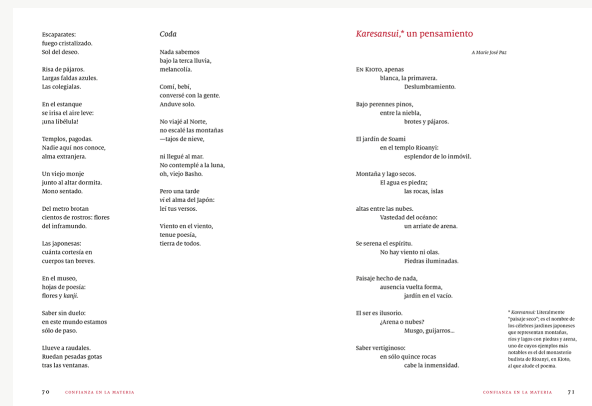 Escaparates:
fuego cristalizado.
Sol del deseo.
Risa de pájaros.
Largas faldas azules.
Las colegialas.
En el estanque
se irisa el aire leve:
¡una libélula!
Templos, pagodas.
Nadie aquí nos conoce,
alma extranjera.
Un viejo monje
junto al altar dormita.
Mono sentado.
Del metro brotan
cientos de rostros: flores
del inframundo.
Las japonesas:
cuánta cortesía en
cuerpos tan breves.
En el museo,
hojas de poesía:
flores y kanji.
Saber sin duelo:
en este mundo estamos
sólo de paso.
Llueve a raudales.
Ruedan pesadas gotas
tras las ventanas.
Coda
Nada sabemos
bajo la terca lluvia,
melancolía.
Comí, bebí,
conversé con la gente.
Anduve solo.
No viajé al Norte,
no escalé las montañas
—tajos de nieve,
ni llegué al mar.
No contemplé a la luna,
oh, viejo Basho.
Pero una tarde
vi el alma del Japón:
leí tus versos.
Viento en el viento,
tenue poesía,
tierra de todos.
70 CONFIANZA EN LA MATERIA
Karesansui,* un pensamiento
A Marie José Paz
EN KIOTO, apenas
blanca, la primavera.
Deslumbramiento.
Bajo perennes pinos,
entre la niebla,
brotes y pájaros.
El jardín de Soami
en el templo Rioanyi:
esplendor de lo inmóvil.
Montaña y lago secos.
El agua es piedra;
las rocas, islas
altas entre las nubes.
Vastedad del océano:
un arriate de arena.
Se serena el espíritu.
No hay viento ni olas.
Piedras iluminadas.
Paisaje hecho de nada,
ausencia vuelta forma,
jardín en el vacío.
El ser es ilusorio.
¿Arena o nubes?
Musgo, guijarros...
Saber vertiginoso:
en sólo quince rocas
cabe la inmensidad.
* Karesansui: Literalmente
"paisaje seco"; es el nombre de
los célebres jardines japoneses
que representan montañas,
ríos y lagos con piedras y arena,
uno de cuyos ejemplos más
notables es el del monasterio
budista de Rioanyi, en Kioto,
al que alude el poema.
CONFIANZA EN LA MATERIA 71